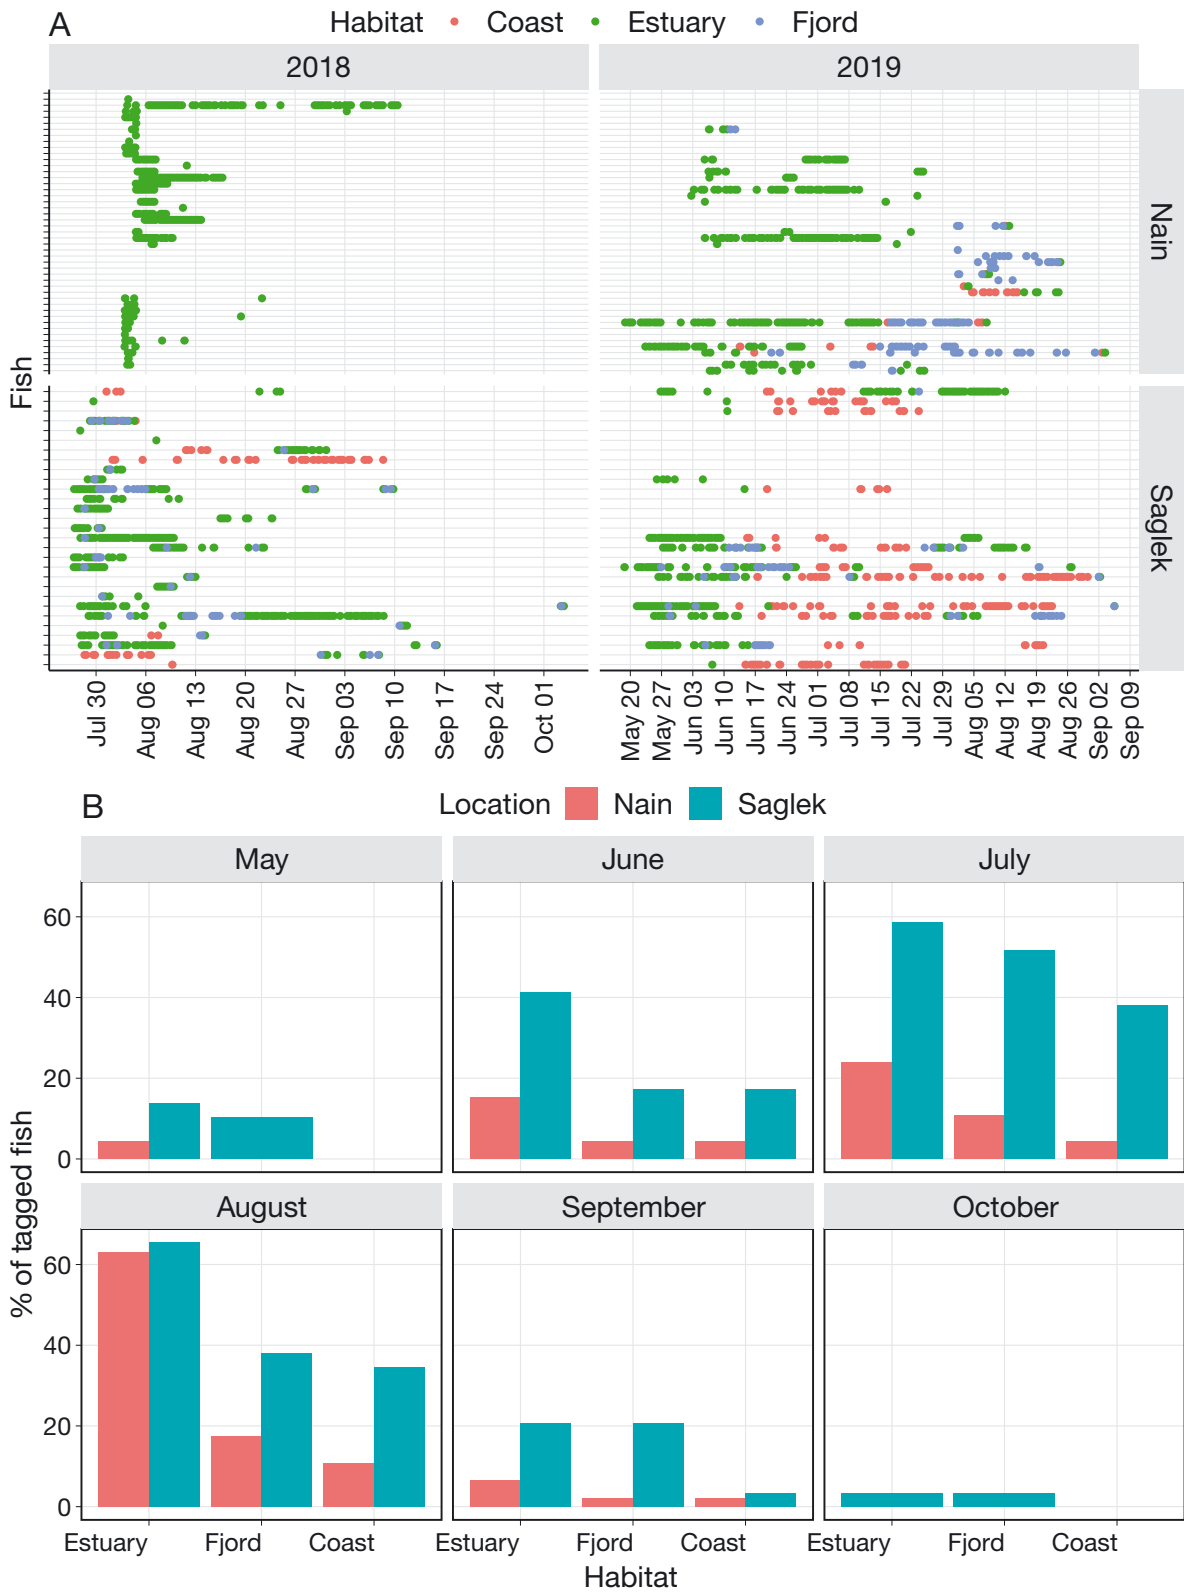 A
Habitat Coast Estuary Fjord
2018 2019
Nain
Saglek
Fish
Jul 30 Aug 06 Aug 13 Aug 20 Aug 27 Sep 03 Sep 10 Sep 17 Sep 24 Oct 01
May 20 May 27 Jun 03 Jun 10 Jun 17 Jun 24 Jul 01 Jul 08 Jul 15 Jul 22 Jul 29 Aug 05 Aug 12 Aug 19 Aug 26 Sep 02 Sep 09
B
Location Nain Saglek
May June July
60
40
20
0
August September October
60
40
20
0
% of tagged fish
Estuary Fjord Coast Estuary Fjord Coast Estuary Fjord Coast
Habitat